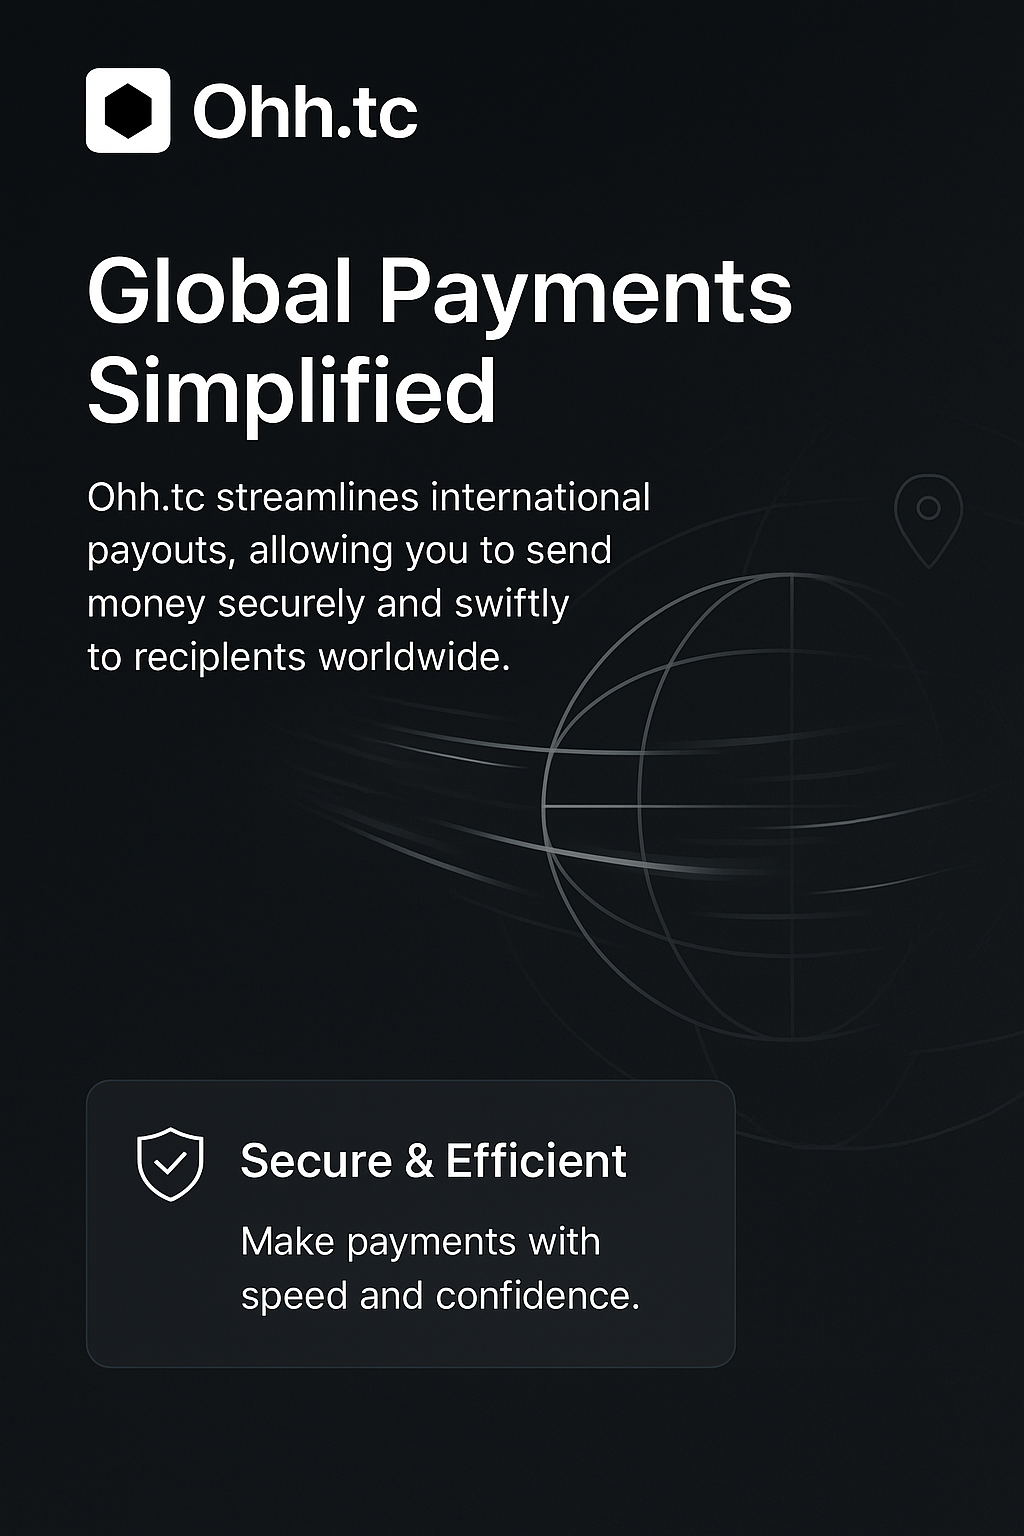 Ohh.tc
Global Payments
Simplified
Ohh.tc streamlines international
payouts, allowing you to send
money securely and swiftly
to reciplents worldwide.
Secure & Efficient
Make payments with
speed and confidence.